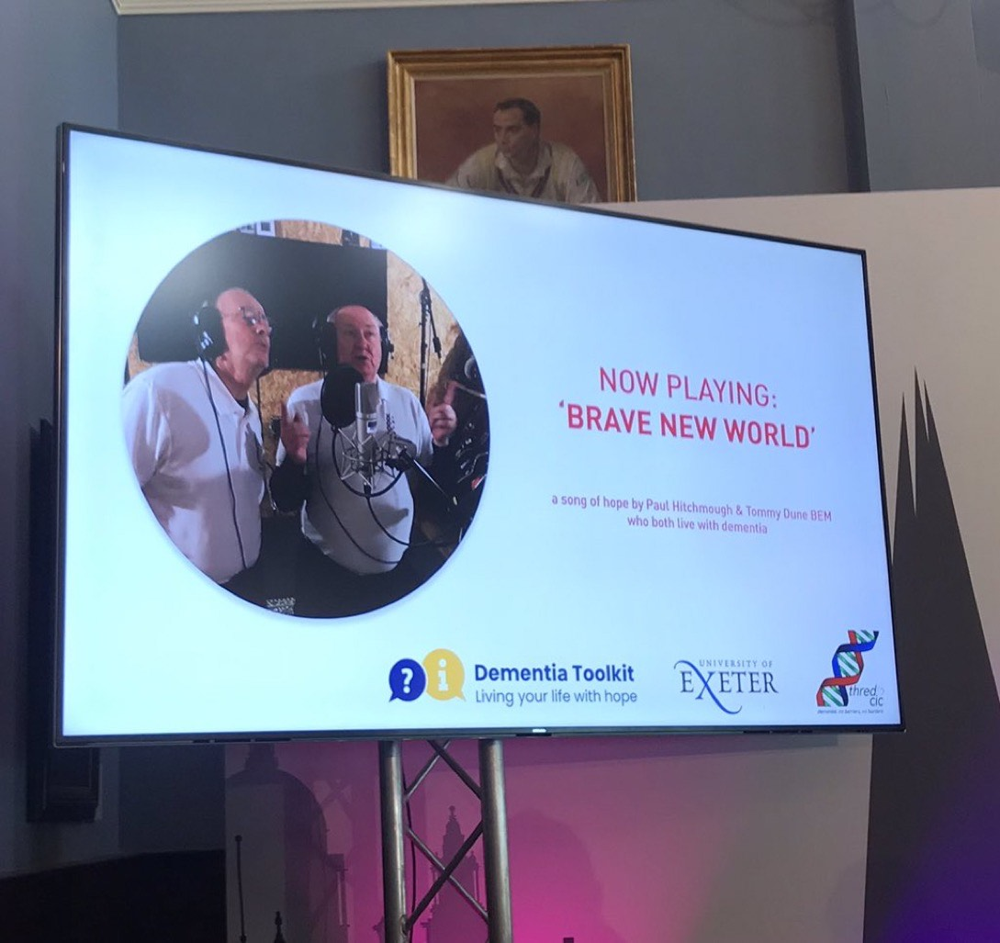 NOW PLAYING:
‘BRAVE NEW WORLD’
a song of hope by Paul Hitchmough & Tommy Dune BEM
who both live with dementia
? i
Dementia Toolkit
Living your life with hope
UNIVERSITY OF
EXETER
thred
cic